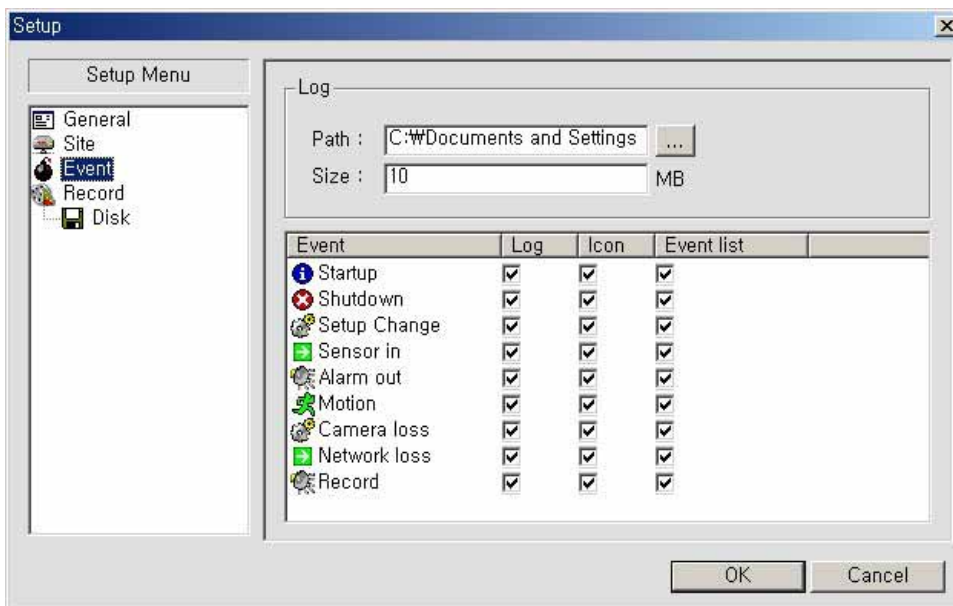 Setup
Setup Menu
General
Site
Event
Record
Disk
Log
Path :
C:₩Documents and Settings
...
Size :
10
MB
Event Log Icon Event list
Startup
Shutdown
Setup Change
Sensor in
Alarm out
Motion
Camera loss
Network loss
Record
OK
Cancel